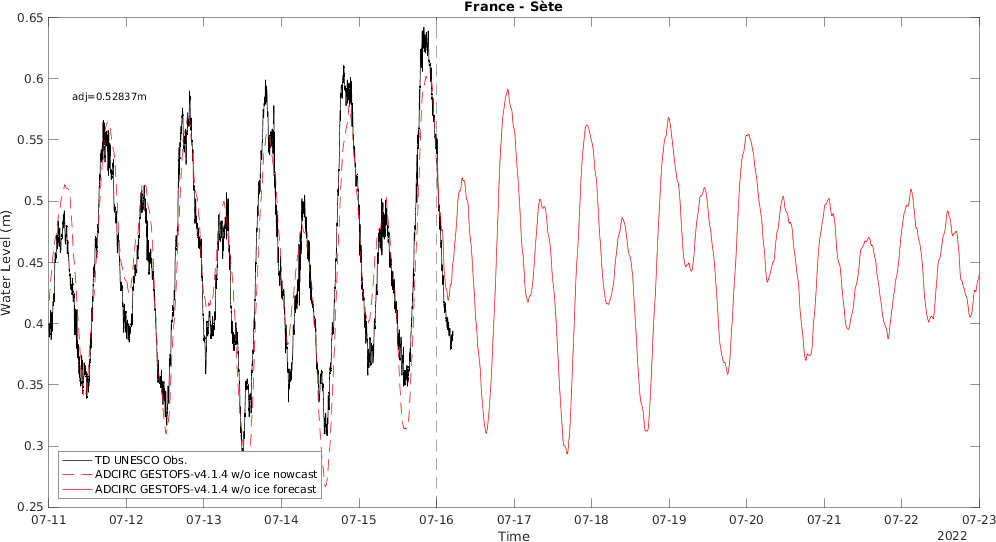 France - Sète
0.65
0.6
0.55
0.5
0.45
0.4
0.35
0.3
0.25
Water Level (m)
adj=0.52837m
TD UNESCO Obs.
ADCIRC GESTOFS-v4.1.4 w/o ice nowcast
ADCIRC GESTOFS-v4.1.4 w/o ice forecast
07-11 07-12 07-13 07-14 07-15 07-16 07-17 07-18 07-19 07-20 07-21 07-22 07-23
Time
2022